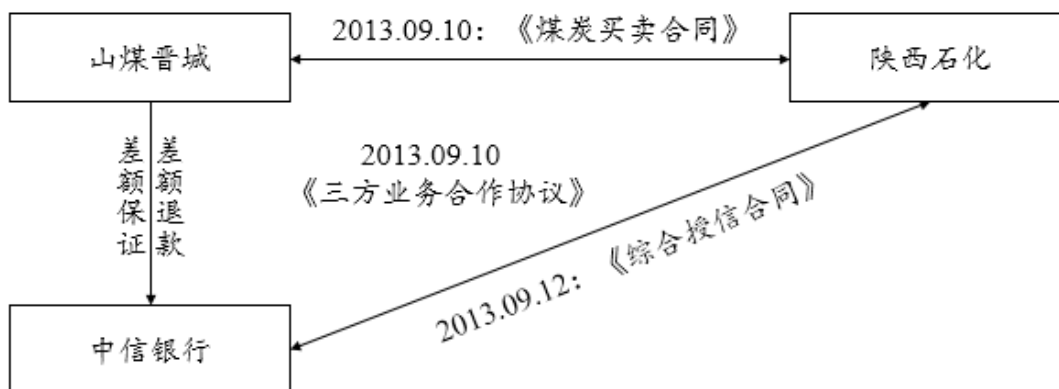 2013.09.10：《煤炭买卖合同》
山煤晋城
陕西石化
差额保证
差额退款
2013.09.10
《三方业务合作协议》
2013.09.12：《综合授信合同》
中信银行